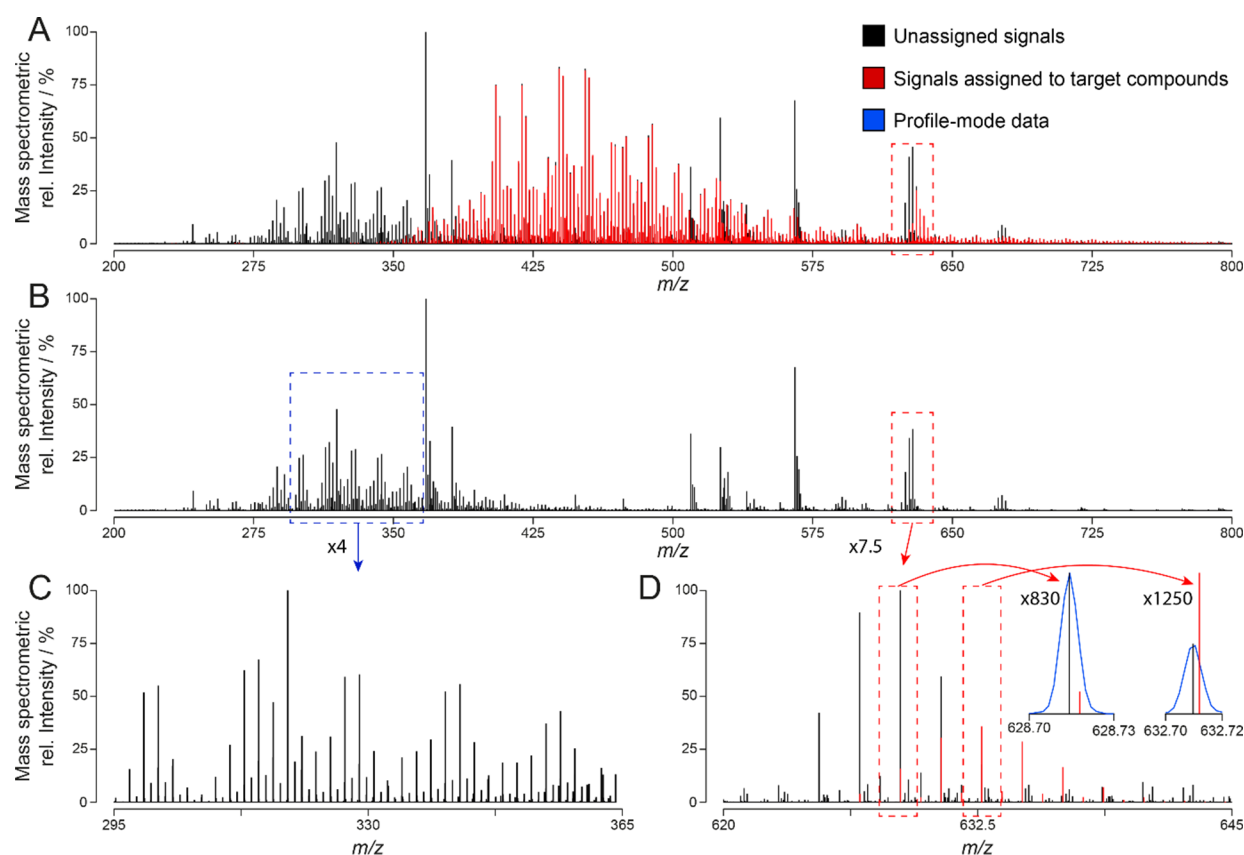 A
Mass spectrometric
rel. Intensity / %
100
75
50
25
0
200
275
350
425
500
575
650
725
800
m/z
Unassigned signals
Signals assigned to target compounds
Profile-mode data
B
Mass spectrometric
rel. Intensity / %
100
75
50
25
0
200
275
350
425
500
575
650
725
800
m/z
x4
x7.5
C
Mass spectrometric
rel. Intensity / %
100
75
50
25
0
295
330
365
m/z
D
100
75
50
25
0
620
632.5
645
m/z
x830
628.70
628.73
x1250
632.70
632.72